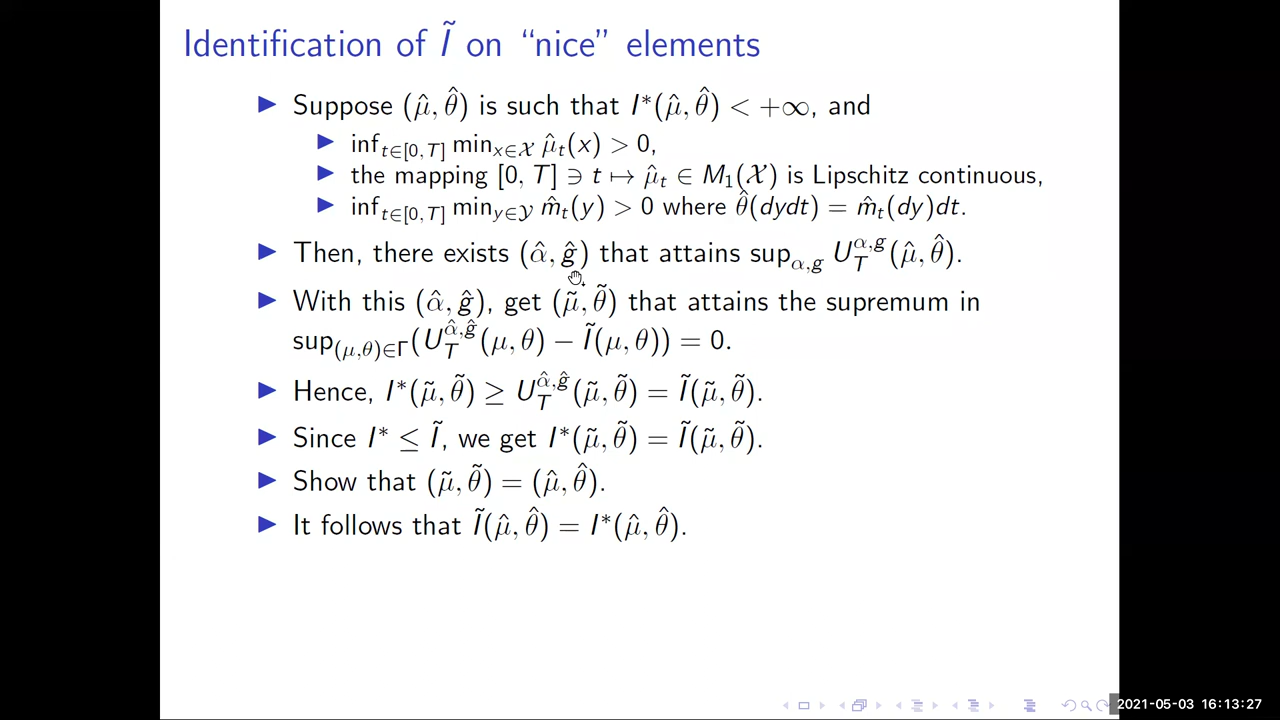 Identification of Ĩ on “nice” elements
▶ Suppose (μ̂, θ̂) is such that I*(μ̂, θ̂) < +∞, and
▶ inf_{t∈[0,T]} min_{x∈𝒳} μ̂_t(x) > 0,
▶ the mapping [0, T] ∋ t ↦ μ̂_t ∈ M_1(𝒳) is Lipschitz continuous,
▶ inf_{t∈[0,T]} min_{y∈𝒴} m̂_t(y) > 0 where θ̂(dydt) = m̂_t(dy)dt.
▶ Then, there exists (α̂, ĝ) that attains sup_{α,g} U_T^{α,g}(μ̂, θ̂).
▶ With this (α̂, ĝ), get (μ̃, θ̃) that attains the supremum in
sup_{(μ,θ)∈Γ}(U_T^{α̂,ĝ}(μ, θ) − Ĩ(μ, θ)) = 0.
▶ Hence, I*(μ̃, θ̃) ≥ U_T^{α̂,ĝ}(μ̃, θ̃) = Ĩ(μ̃, θ̃).
▶ Since I* ≤ Ĩ, we get I*(μ̃, θ̃) = Ĩ(μ̃, θ̃).
▶ Show that (μ̃, θ̃) = (μ̂, θ̂).
▶ It follows that Ĩ(μ̂, θ̂) = I*(μ̂, θ̂).
2021-05-03 16:13:27